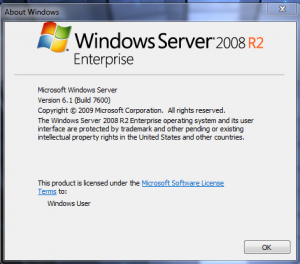 About Windows
Windows Server 2008 R2
Enterprise
Microsoft Windows Server
Version 6.1 (Build 7600)
Copyright © 2009 Microsoft Corporation. All rights reserved.
The Windows Server 2008 R2 Enterprise operating system and its user
interface are protected by trademark and other pending or existing
intellectual property rights in the United States and other countries.
This product is licensed under the Microsoft Software License
Terms to:
Windows User
OK